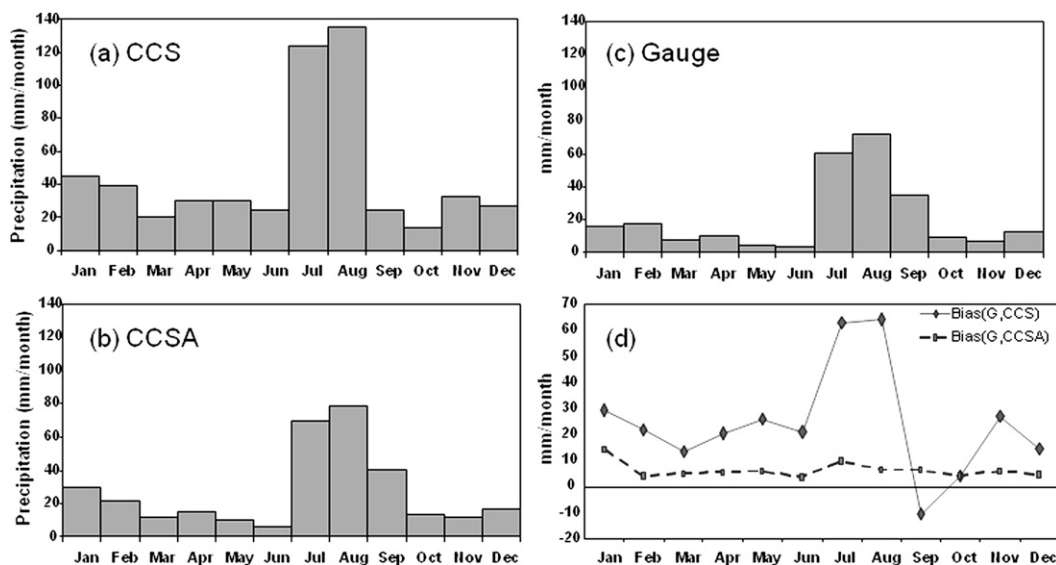 (a) CCS
Precipitation (mm/month)
140
120
100
80
60
40
20
0
Jan Feb Mar Apr May Jun Jul Aug Sep Oct Nov Dec
(c) Gauge
mm/month
140
120
100
80
60
40
20
0
Jan Feb Mar Apr May Jun Jul Aug Sep Oct Nov Dec
(b) CCSA
Precipitation (mm/month)
140
120
100
80
60
40
20
0
Jan Feb Mar Apr May Jun Jul Aug Sep Oct Nov Dec
(d)
Bias(G,CCS)
Bias(G,CCSA)
mm/month
70
60
50
40
30
20
10
0
-10
-20
Jan Feb Mar Apr May Jun Jul Aug Sep Oct Nov Dec